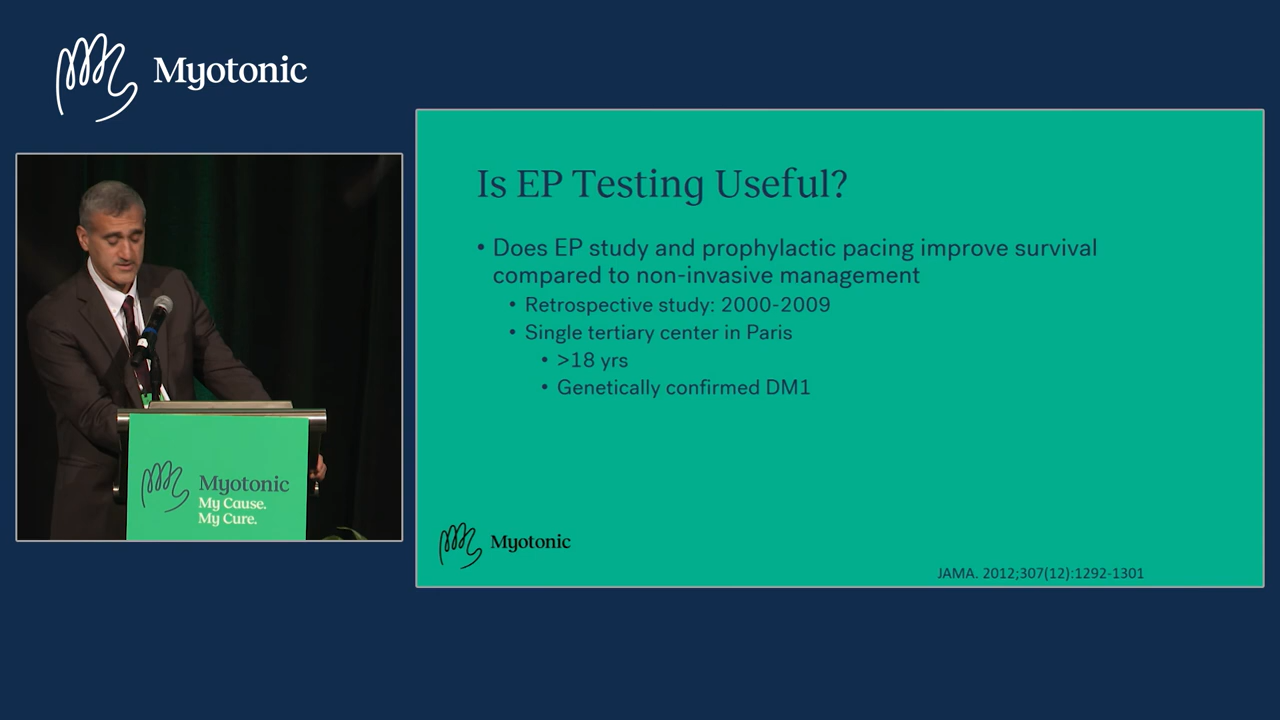 Myotonic
Is EP Testing Useful?
• Does EP study and prophylactic pacing improve survival
compared to non-invasive management
• Retrospective study: 2000-2009
• Single tertiary center in Paris
• >18 yrs
• Genetically confirmed DM1
Myotonic
JAMA. 2012;307(12):1292-1301
Myotonic
My Cause.
My Cure.